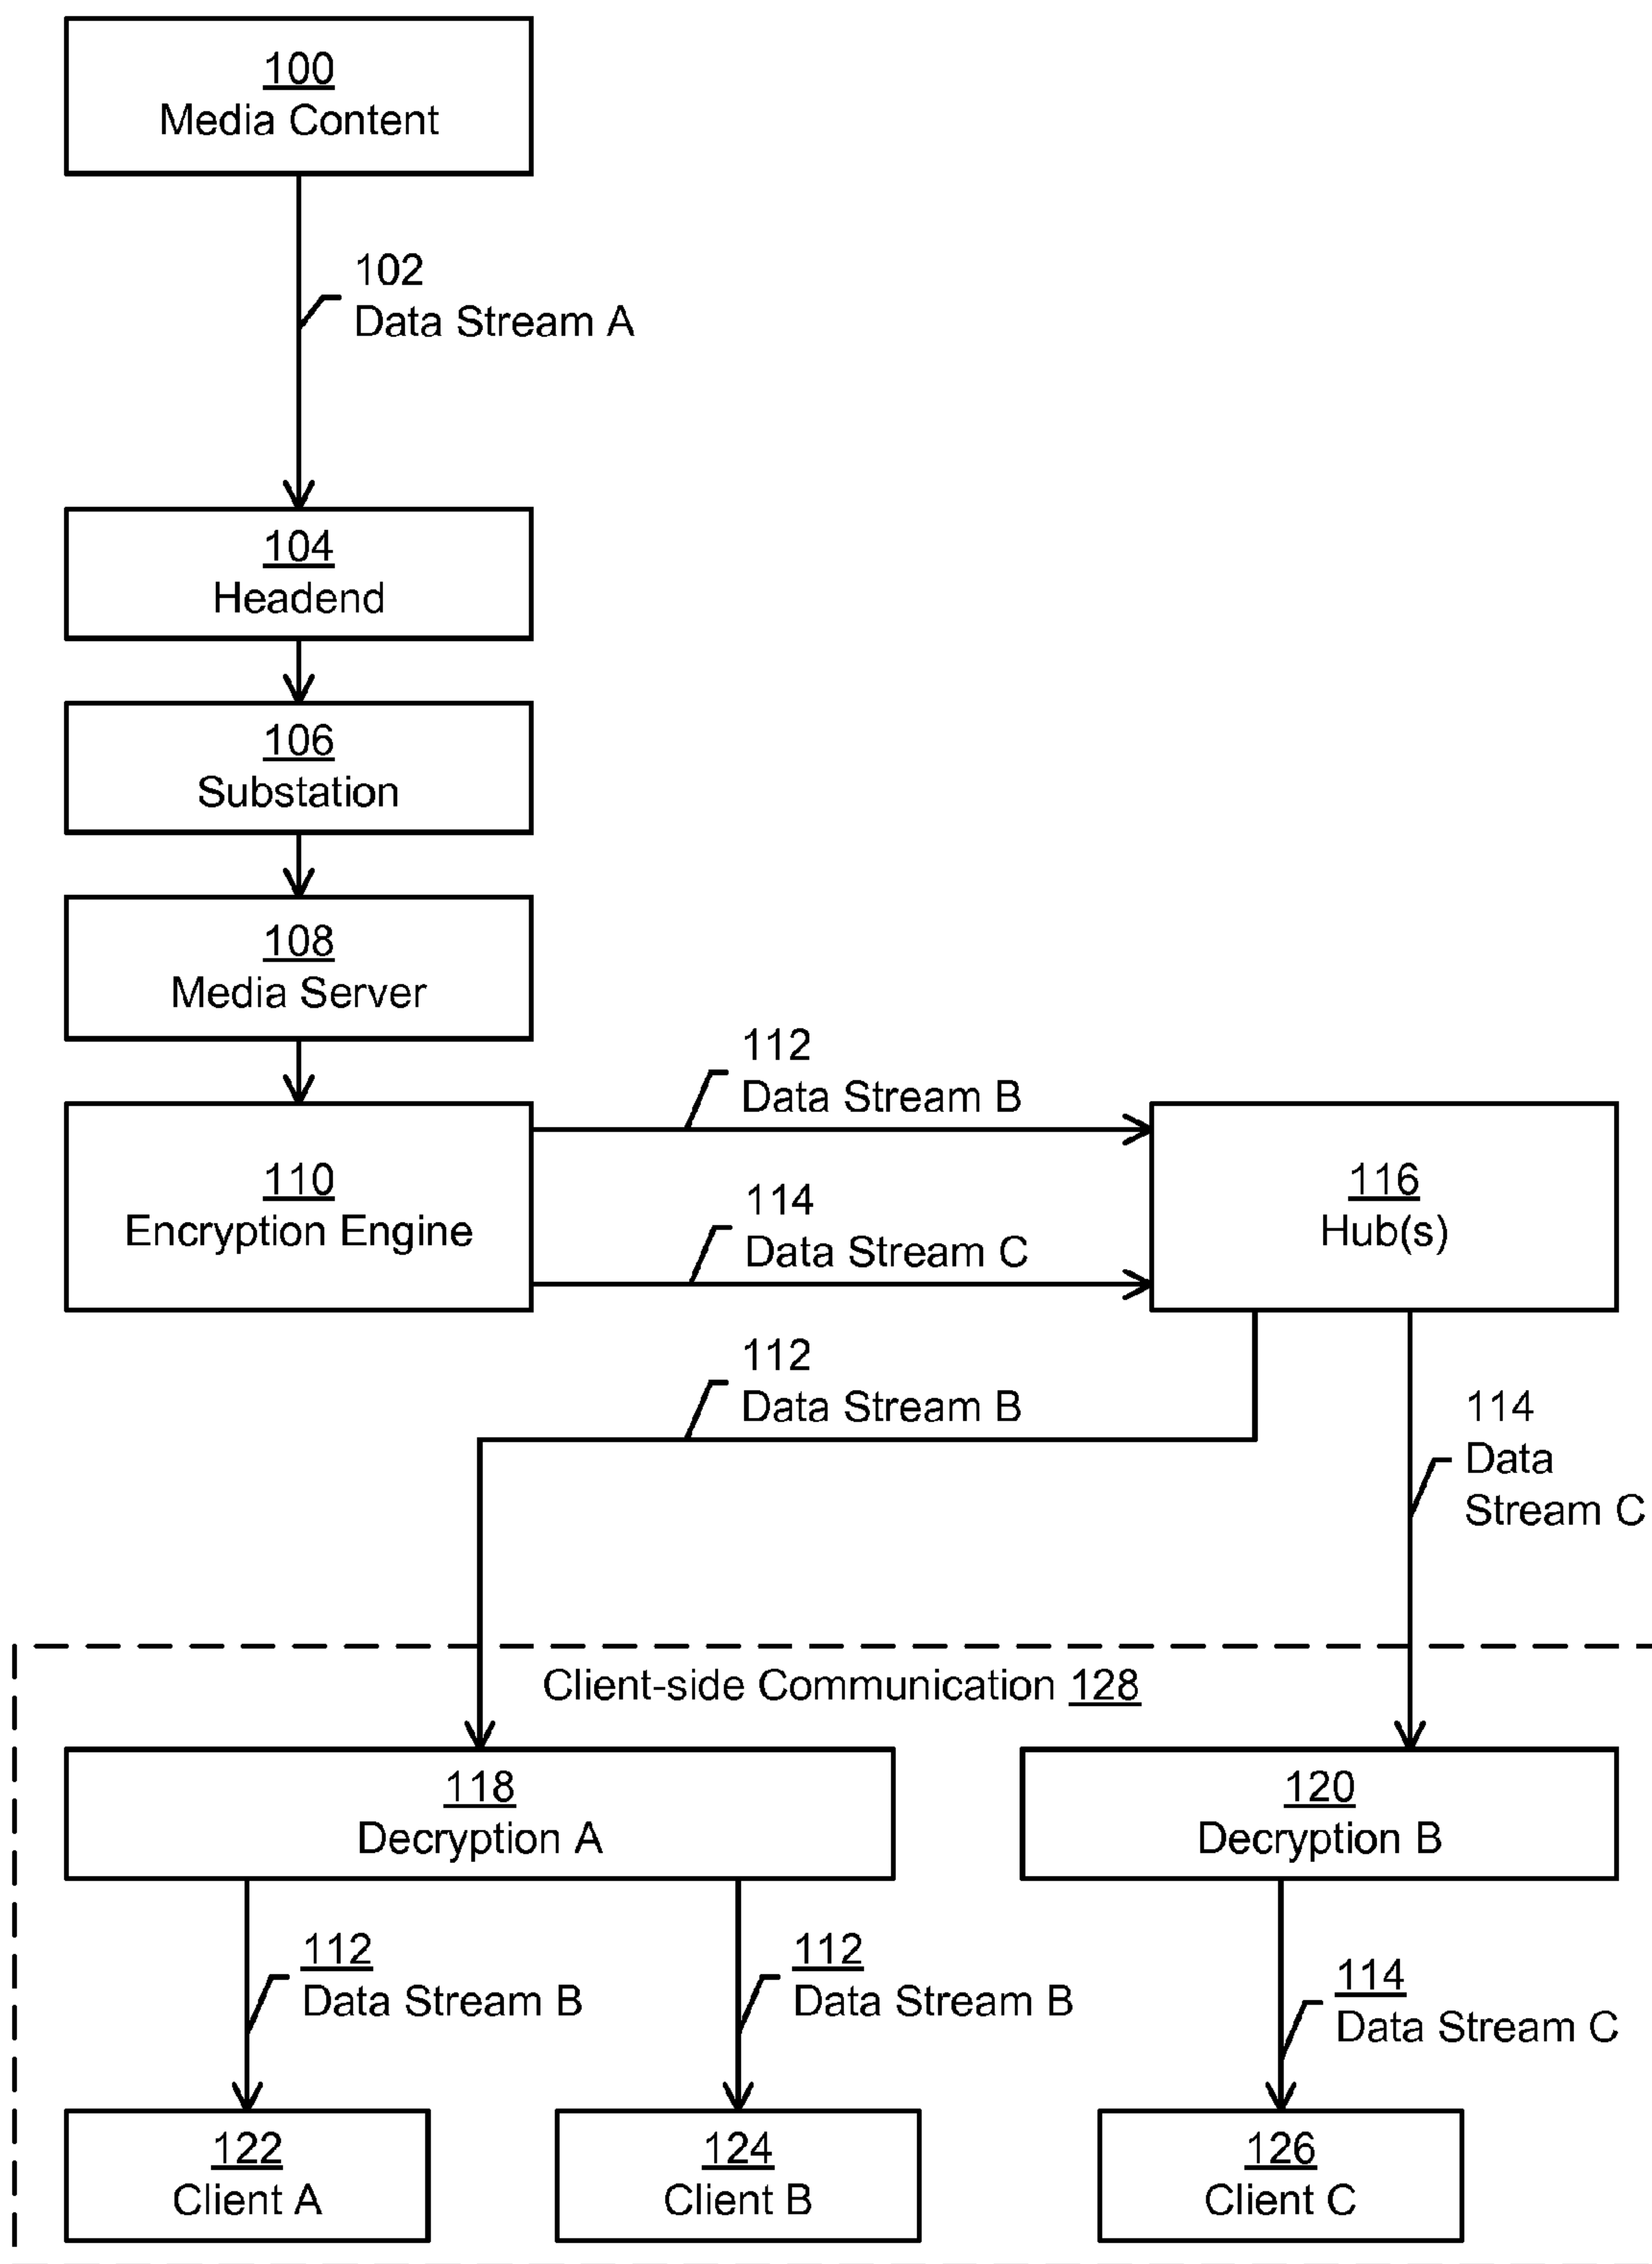 100
Media Content
102
Data Stream A
104
Headend
106
Substation
108
Media Server
110
Encryption Engine
112
Data Stream B
114
Data Stream C
116
Hub(s)
112
Data Stream B
114
Data
Stream C
Client-side Communication 128
118
Decryption A
120
Decryption B
112
Data Stream B
112
Data Stream B
114
Data Stream C
122
Client A
124
Client B
126
Client C